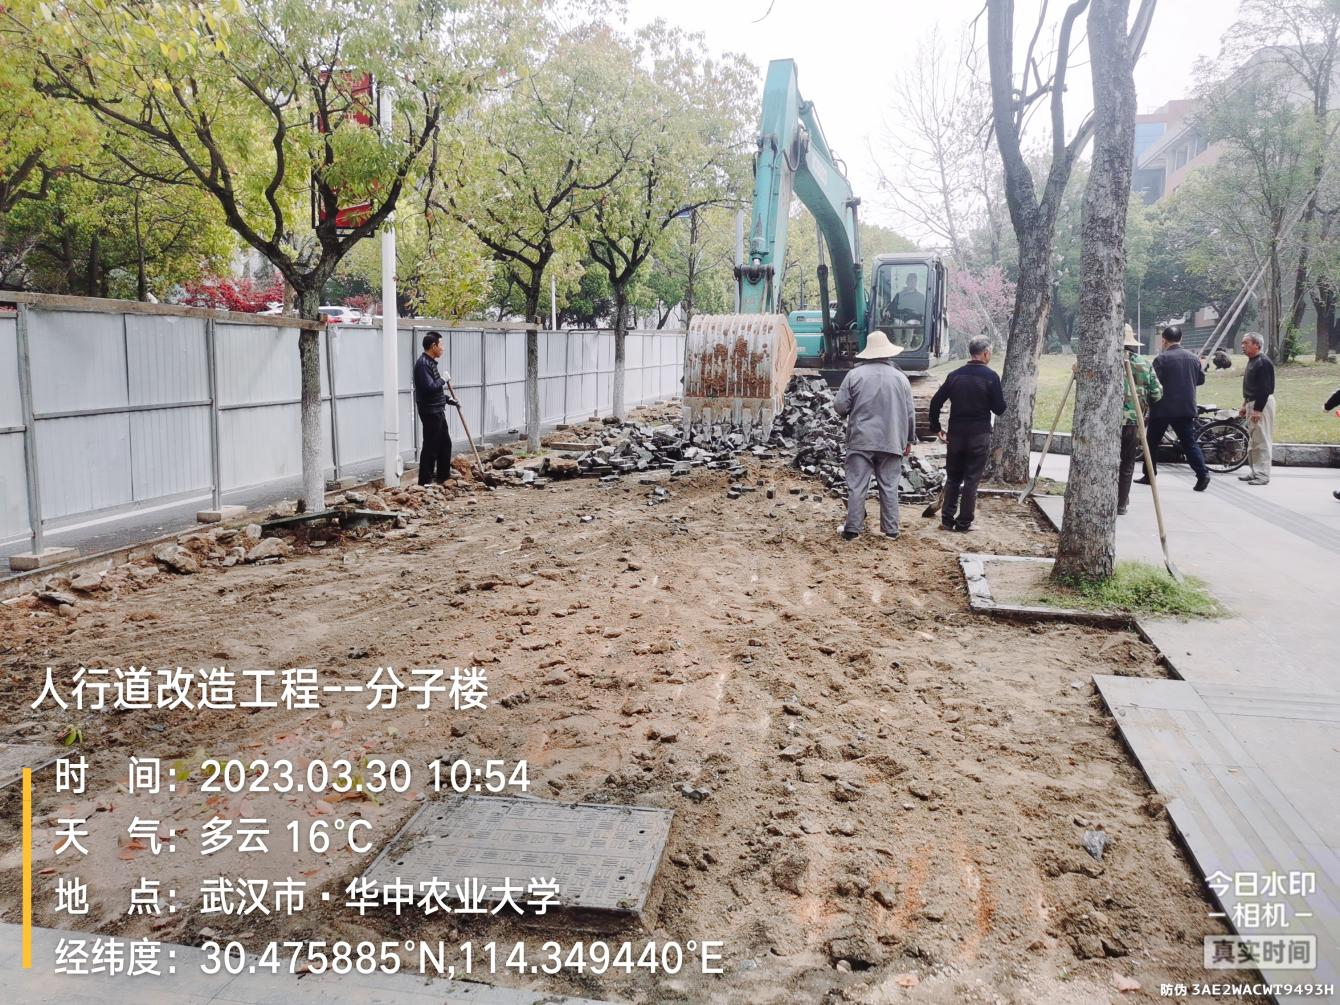 人行道改造工程--分子楼
时 间：2023.03.30 10:54
天 气：多云 16℃
地 点：武汉市·华中农业大学
经纬度：30.475885°N,114.349440°E
今日水印
-相机-
真实时间
防伪 3AE2WACWT9493H